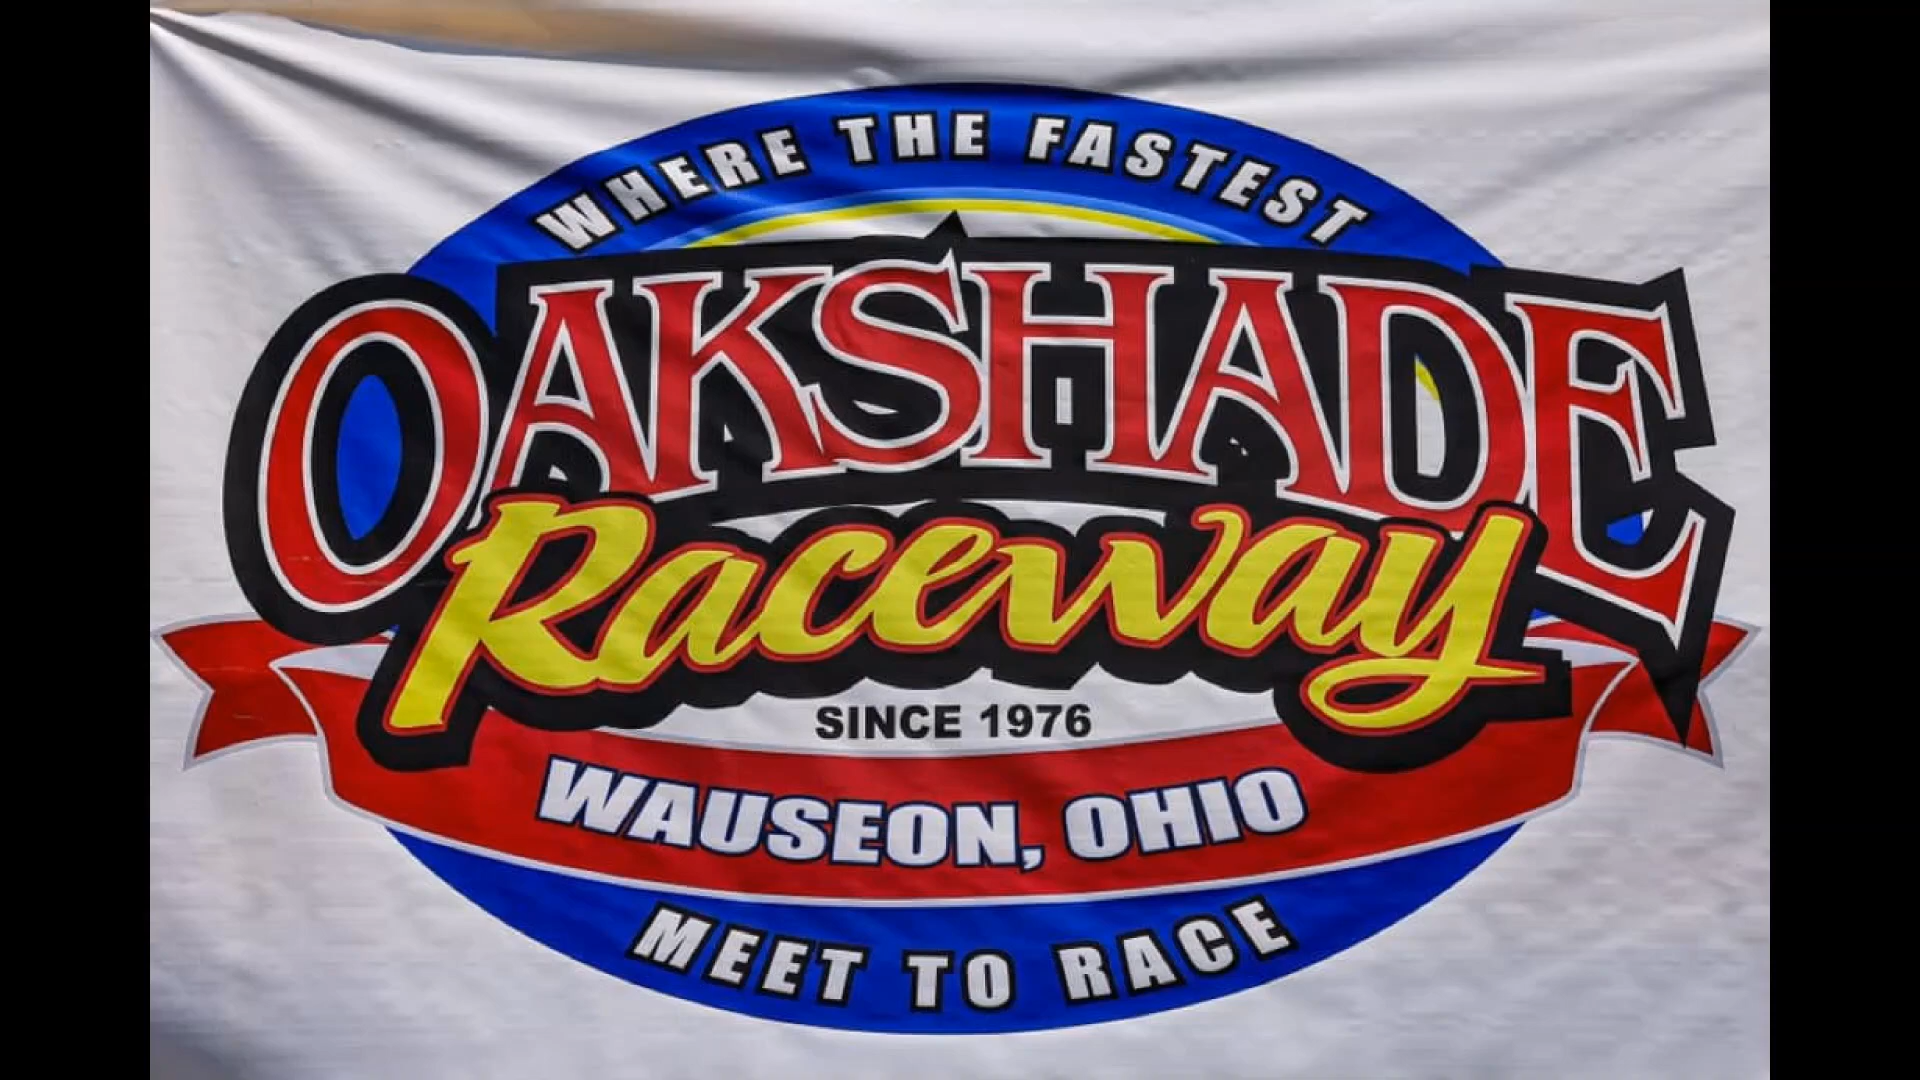 WHERE THE FASTEST
OAKSHADE
Raceway
SINCE 1976
WAUSEON, OHIO
MEET TO RACE